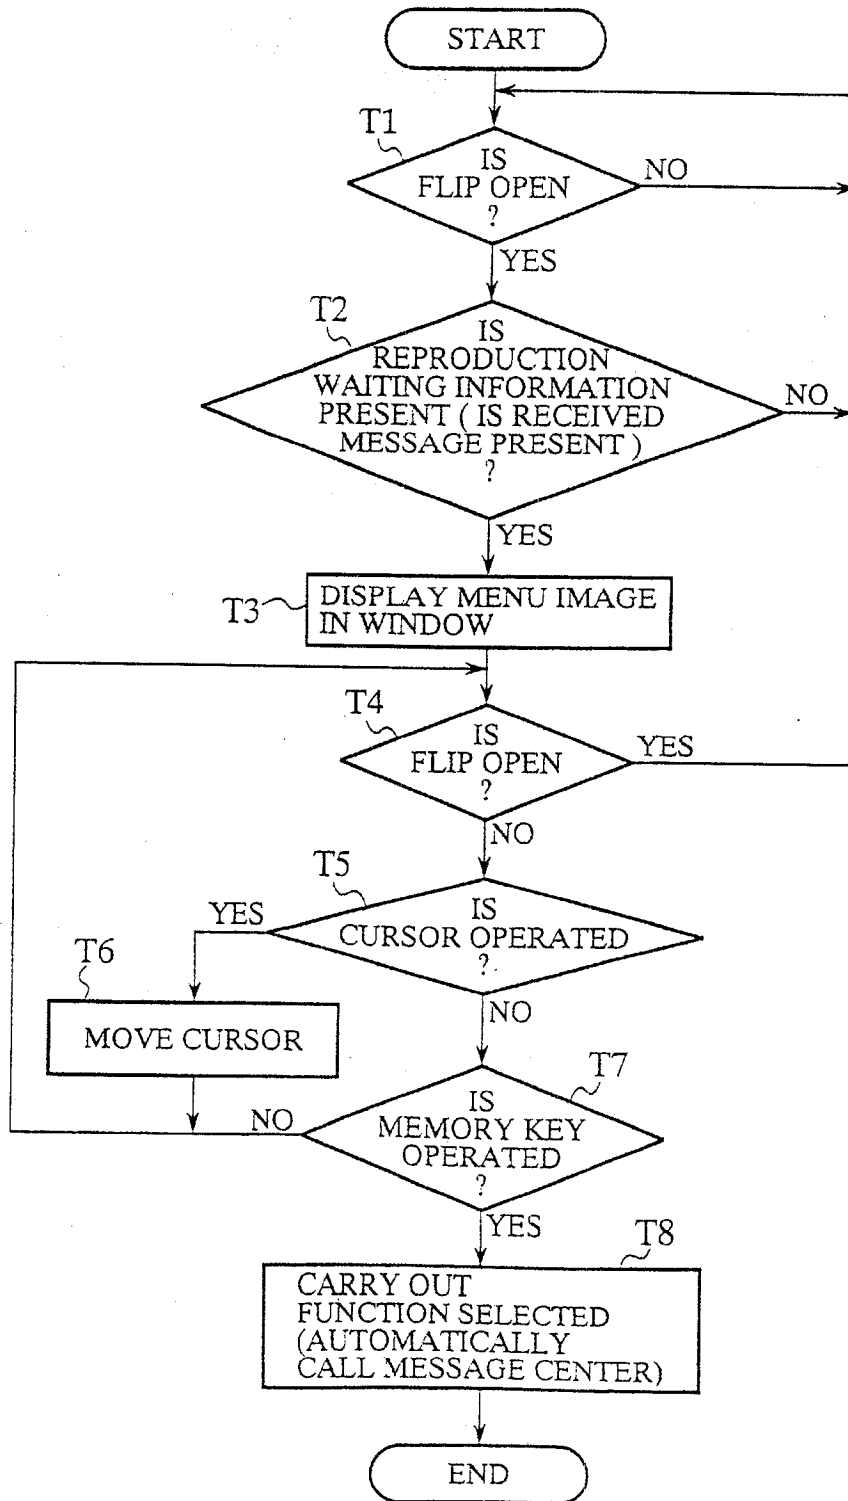 START
T1
IS
FLIP OPEN
?
NO
YES
T2
IS
REPRODUCTION
WAITING INFORMATION
PRESENT ( IS RECEIVED
MESSAGE PRESENT )
?
NO
YES
T3
DISPLAY MENU IMAGE
IN WINDOW
T4
IS
FLIP OPEN
?
YES
NO
T5
IS
CURSOR OPERATED
?
YES
T6
MOVE CURSOR
NO
T7
IS
MEMORY KEY
OPERATED
?
NO
YES
T8
CARRY OUT
FUNCTION SELECTED
(AUTOMATICALLY
CALL MESSAGE CENTER)
END